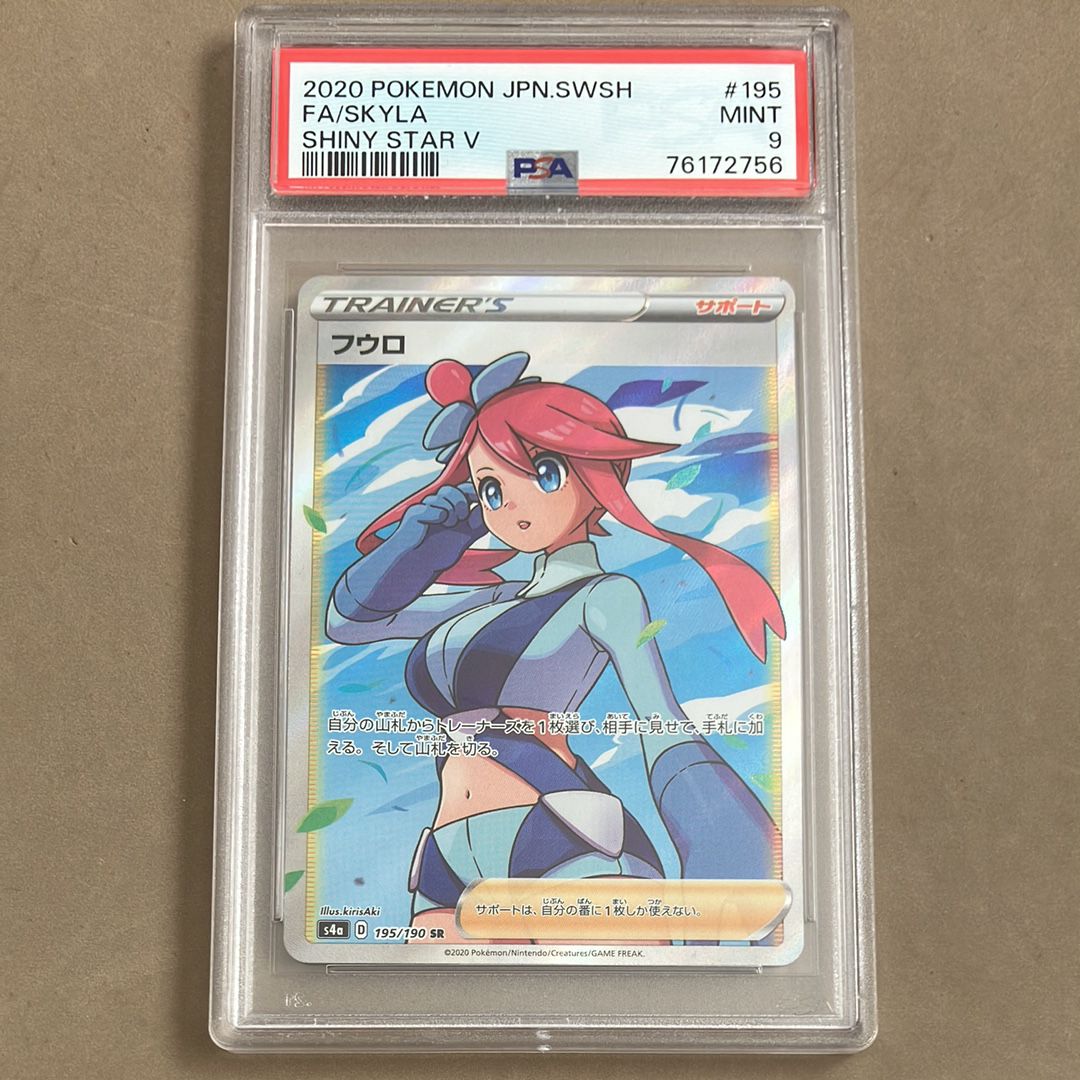 2020 POKEMON JPN.SWSH #195
FA/SKYLA MINT
SHINY STAR V 9
PSA 76172756
TRAINER'S サポート
フウロ
自分の山札からトレーナーズを1枚選び、相手に見せて、手札に加
える。そして山札を切る。
サポートは、自分の番に1枚しか使えない。
Illus.kirisAki
s4a D 195/190 SR
©2020 Pokémon/Nintendo/Creatures/GAME FREAK.